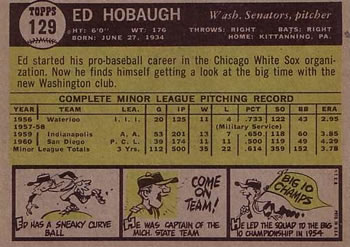 TOPPS
129
ED HOBAUGH
Wash. Senators, pitcher
HT: 6'0" WT: 176
THROWS: RIGHT BATS: RIGHT
BORN: JUNE 27, 1934
HOME: KITTANNING, PA.
Ed started his pro-baseball career in the Chicago White Sox organi-
zation. Now he finds himself getting a look at the big time with the
new Washington club.
COMPLETE MINOR LEAGUE PITCHING RECORD
YEAR TEAM LEA G IP W L PCT. SO BB ERA
1956 Waterloo I.I.I. 20 125 11 4 .733 122 43 2.95
1957-58 (Military Service)
1959 Indianapolis A.A. 53 201 13 7 .650 118 60 3.85
1960 San Diego P.C.L. 39 174 11 11 .500 118
Minor League Totals 3 Yrs. 112 500 35 22 .614 359 152 3.78
ED HAS A SNEAKY CURVE
BALL
COME ON
TEAM!
HE WAS CAPTAIN OF THE
MICH. STATE TEAM
BIG 10
CHAMPS
HE LED THE SQUAD TO THE BIG
10 CHAMPIONSHIP IN 1954